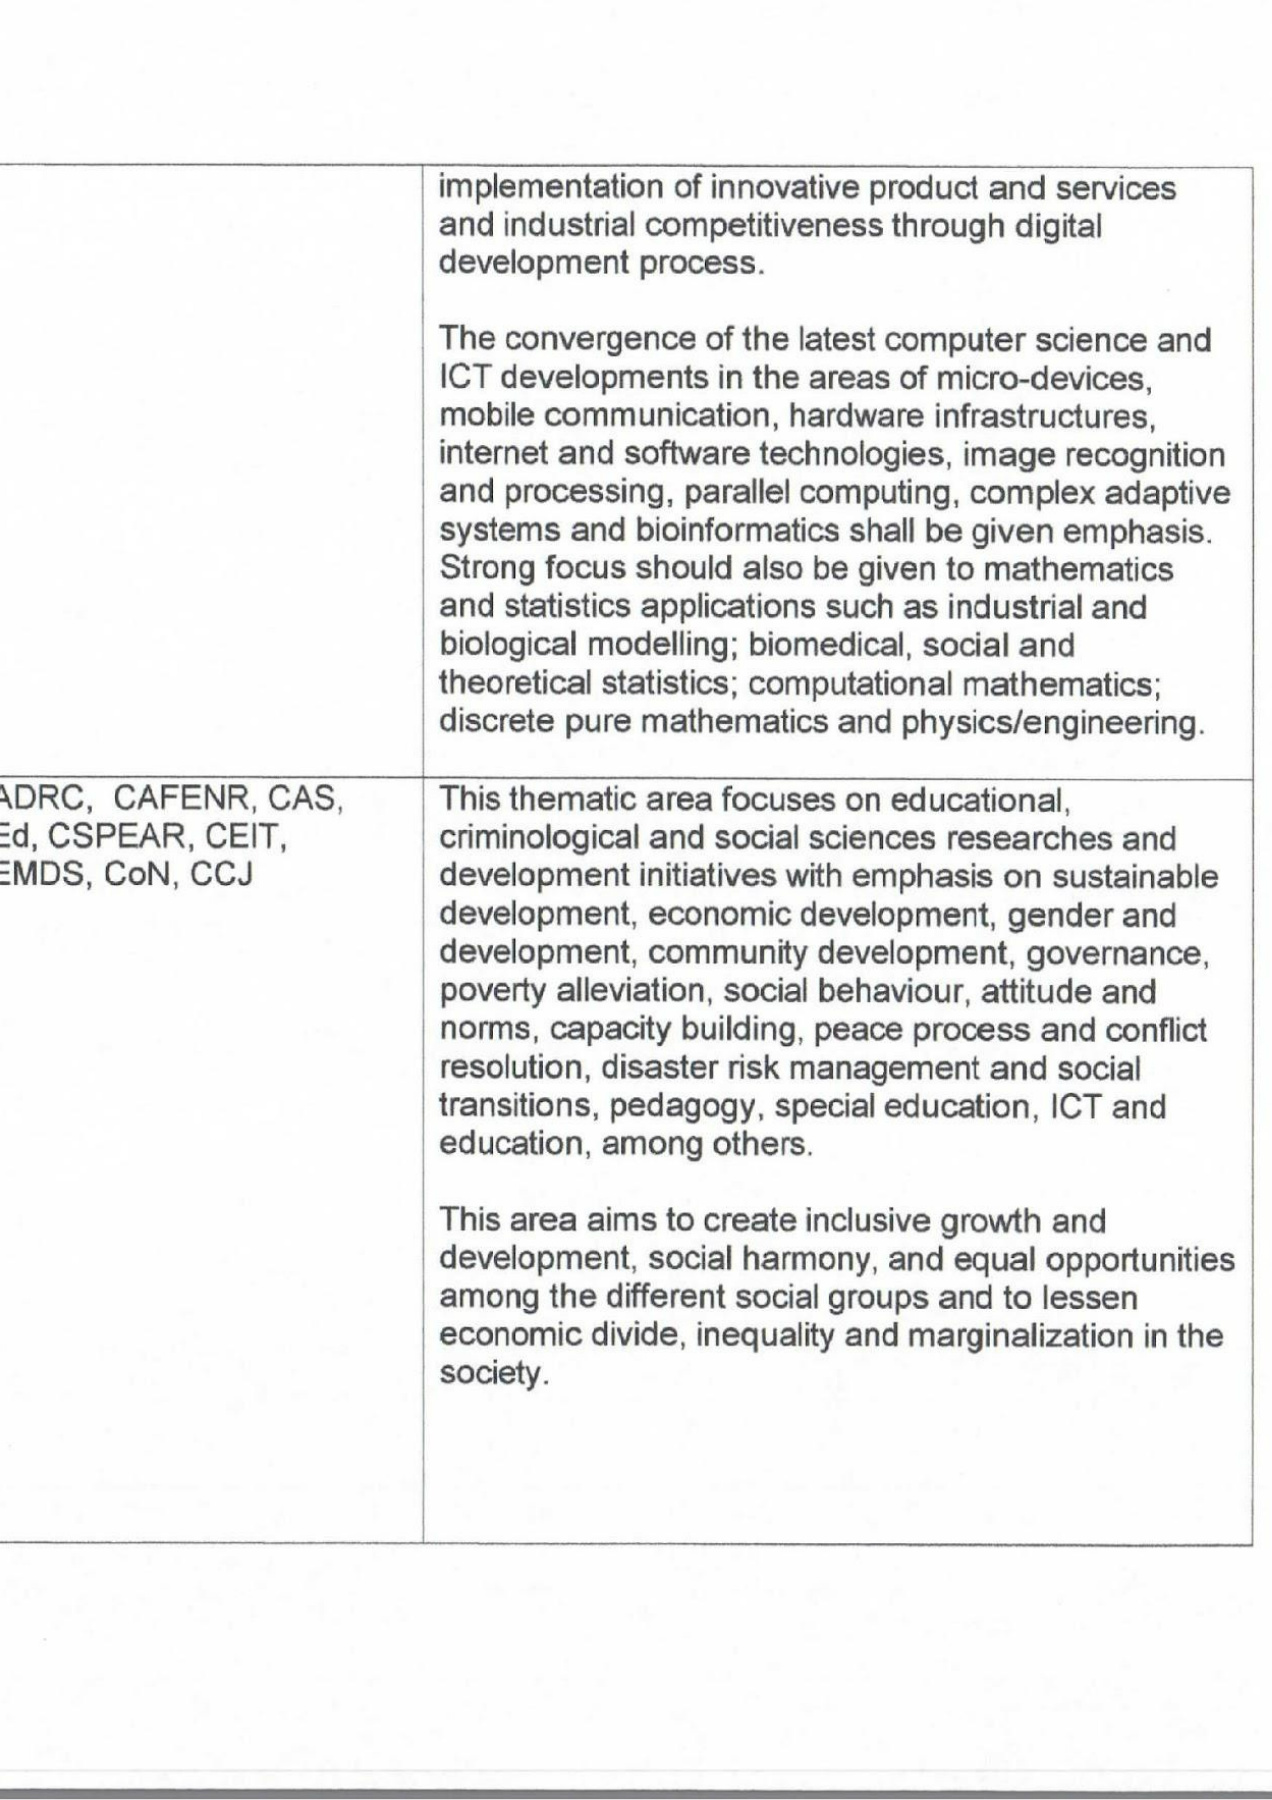 implementation of innovative product and services
and industrial competitiveness through digital
development process.
The convergence of the latest computer science and
ICT developments in the areas of micro-devices,
mobile communication, hardware infrastructures,
internet and software technologies, image recognition
and processing, parallel computing, complex adaptive
systems and bioinformatics shall be given emphasis.
Strong focus should also be given to mathematics
and statistics applications such as industrial and
biological modelling; biomedical, social and
theoretical statistics; computational mathematics;
discrete pure mathematics and physics/engineering.
ADRC, CAFENR, CAS,
Ed, CSPEAR, CEIT,
EMDS, CoN, CCJ
This thematic area focuses on educational,
criminological and social sciences researches and
development initiatives with emphasis on sustainable
development, economic development, gender and
development, community development, governance,
poverty alleviation, social behaviour, attitude and
norms, capacity building, peace process and conflict
resolution, disaster risk management and social
transitions, pedagogy, special education, ICT and
education, among others.
This area aims to create inclusive growth and
development, social harmony, and equal opportunities
among the different social groups and to lessen
economic divide, inequality and marginalization in the
society.